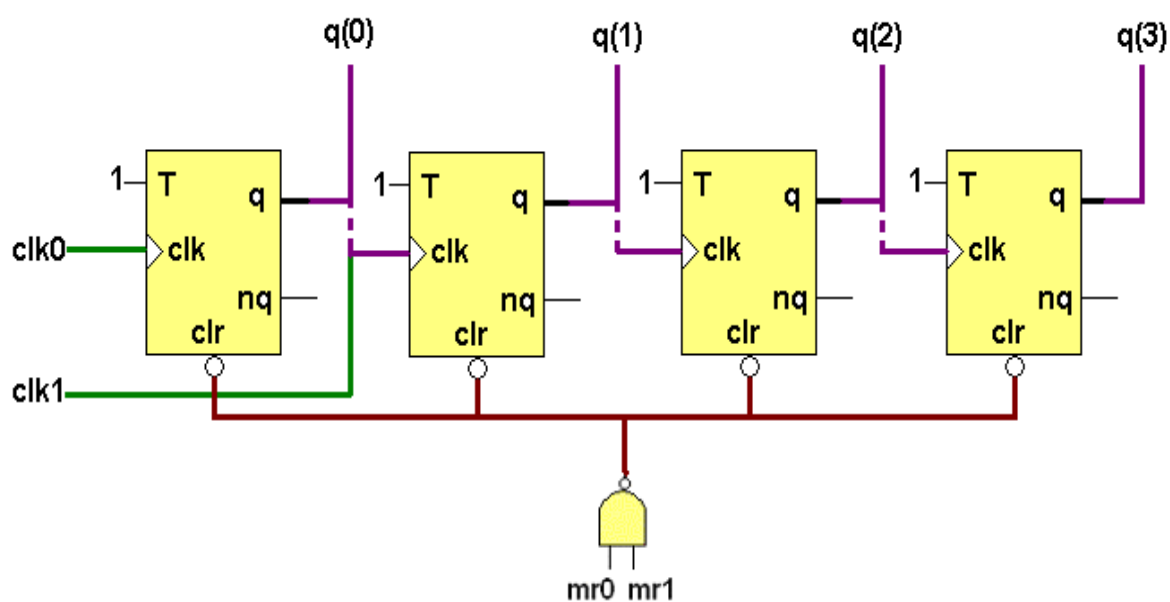 q(0) q(1) q(2) q(3)
1 T q 1 T q 1 T q 1 T q
clk0 clk clk clk clk
nq nq nq nq
clr clr clr clr
clk1
mr0 mr1